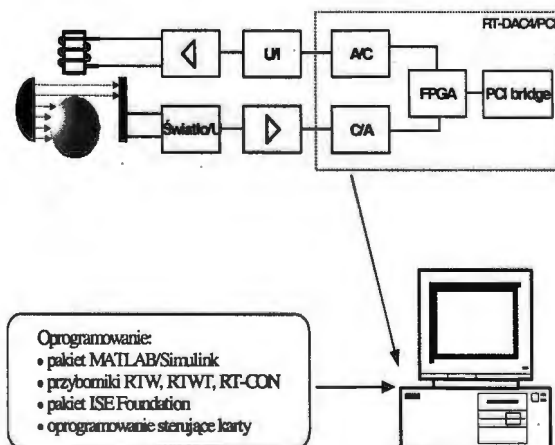 RT-DAC4/PCI
U/I
A/C
FPGA
PCI bridge
Światło/U
C/A
Oprogramowanie:
• pakiet MATLAB/Simulink
• przyborniki RTW, RTWT, RT-CON
• pakiet ISE Foundation
• oprogramowanie sterujące karty